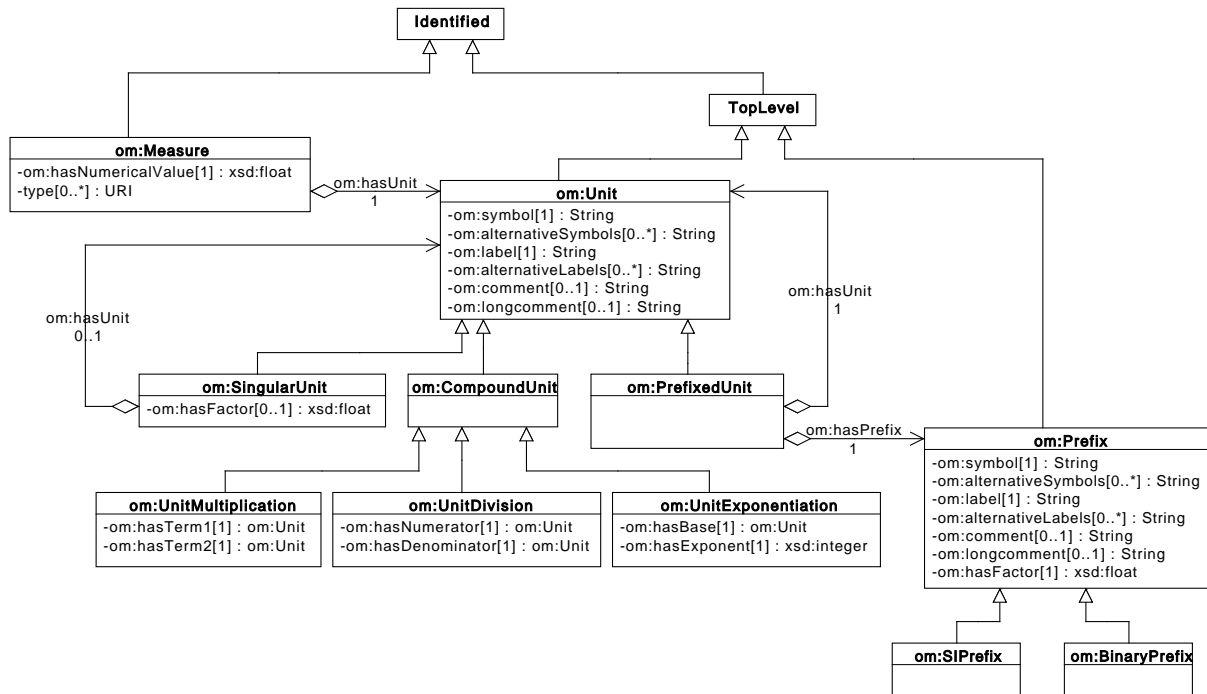 Identified
TopLevel
om:Measure
-om:hasNumericalValue[1] : xsd:float
-type[0..*] : URI
om:hasUnit
1
om:Unit
-om:symbol[1] : String
-om:alternativeSymbols[0..*] : String
-om:label[1] : String
-om:alternativeLabels[0..*] : String
-om:comment[0..1] : String
-om:longcomment[0..1] : String
om:hasUnit
1
om:hasUnit
0..1
om:SingularUnit
-om:hasFactor[0..1] : xsd:float
om:CompoundUnit
om:PrefixedUnit
om:hasPrefix
1
om:Prefix
-om:symbol[1] : String
-om:alternativeSymbols[0..*] : String
-om:label[1] : String
-om:alternativeLabels[0..*] : String
-om:comment[0..1] : String
-om:longcomment[0..1] : String
-om:hasFactor[1] : xsd:float
om:UnitMultiplication
-om:hasTerm1[1] : om:Unit
-om:hasTerm2[1] : om:Unit
om:UnitDivision
-om:hasNumerator[1] : om:Unit
-om:hasDenominator[1] : om:Unit
om:UnitExponentiation
-om:hasBase[1] : om:Unit
-om:hasExponent[1] : xsd:integer
om:SIPrefix
om:BinaryPrefix